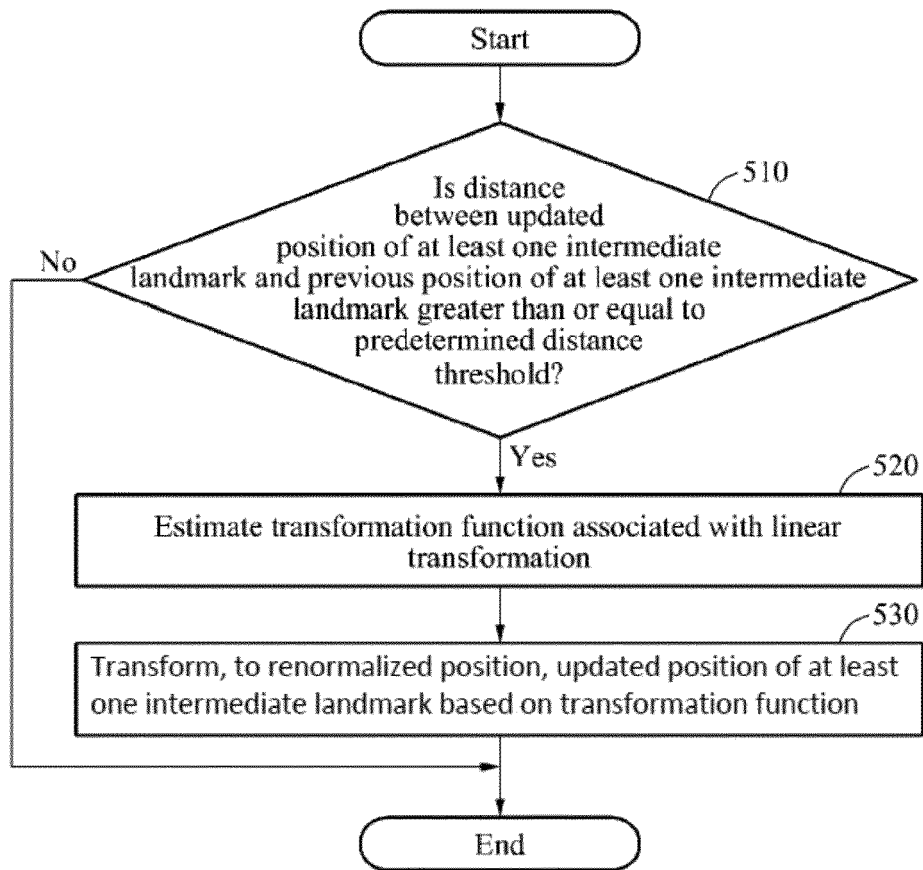 Start
510
Is distance
between updated
position of at least one intermediate
No
landmark and previous position of at least one intermediate
landmark greater than or equal to
predetermined distance
threshold?
Yes
520
Estimate transformation function associated with linear
transformation
530
Transform, to renormalized position, updated position of at least
one intermediate landmark based on transformation function
End